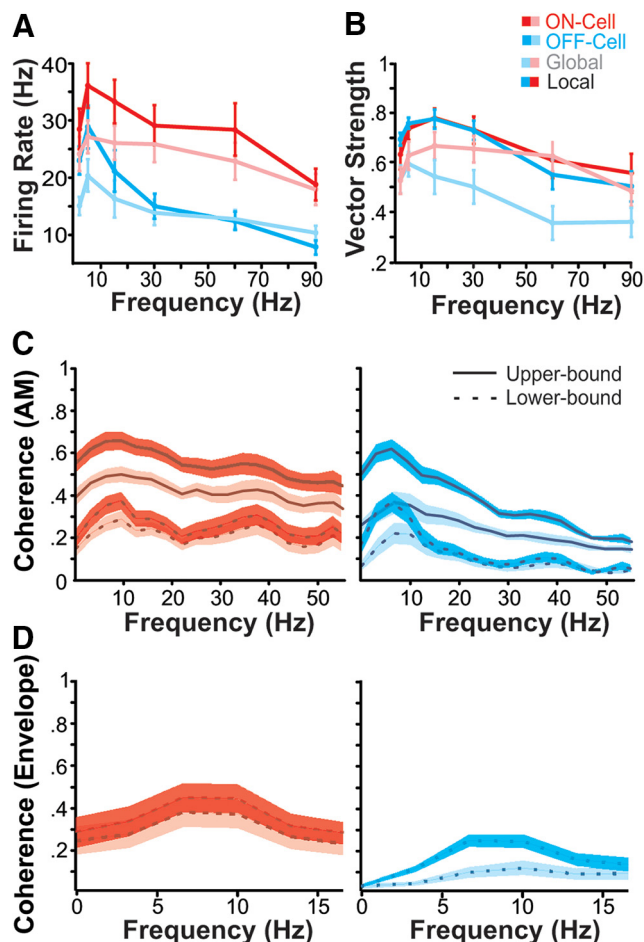 A
Firing Rate (Hz)
40
30
20
10
10 30 50 70 90
Frequency (Hz)
B
ON-Cell
OFF-Cell
Global
Local
Vector Strength
1
.8
.6
.4
.2
10 30 50 70 90
Frequency (Hz)
C
Coherence (AM)
1
.8
.6
.4
.2
0
10 20 30 40 50
Frequency (Hz)
Upper-bound
Lower-bound
10 20 30 40 50
Frequency (Hz)
D
Coherence (Envelope)
1
.8
.6
.4
.2
0 5 10 15
Frequency (Hz)
0 5 10 15
Frequency (Hz)